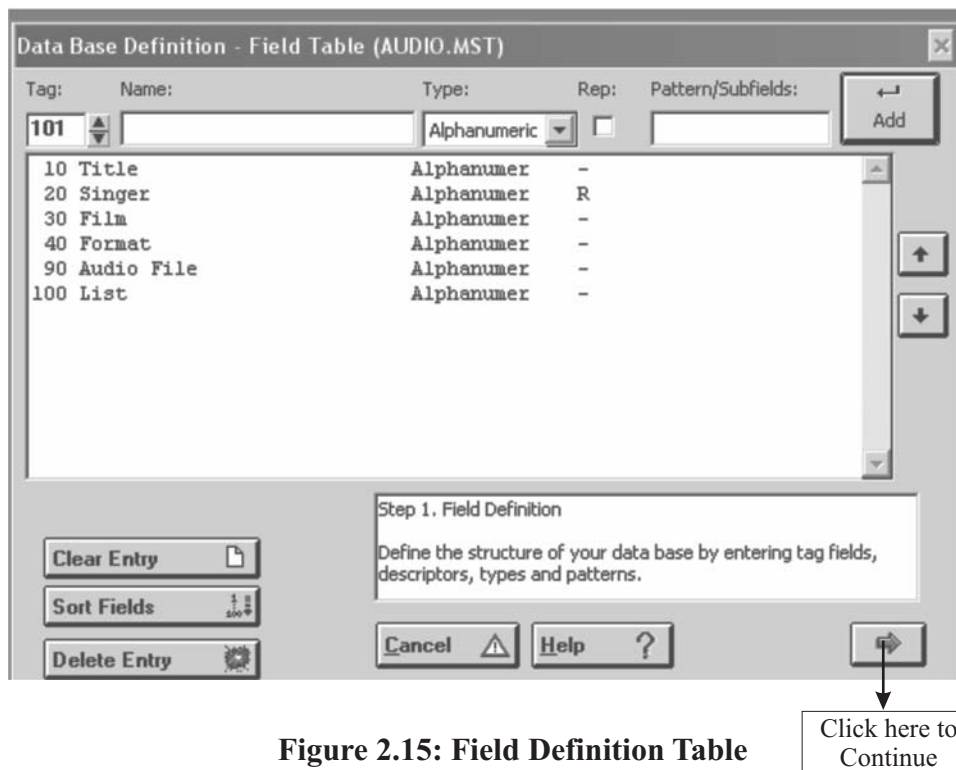 Data Base Definition - Field Table (AUDIO.MST)
Tag: Name: Type: Rep: Pattern/Subfields:
101 Alphanumeric Add
10 Title Alphanumer -
20 Singer Alphanumer R
30 Film Alphanumer -
40 Format Alphanumer -
90 Audio File Alphanumer -
100 List Alphanumer -
Step 1. Field Definition
Define the structure of your data base by entering tag fields,
descriptors, types and patterns.
Clear Entry
Sort Fields
Delete Entry
Cancel Help ?
Click here to
Continue
Figure 2.15: Field Definition Table